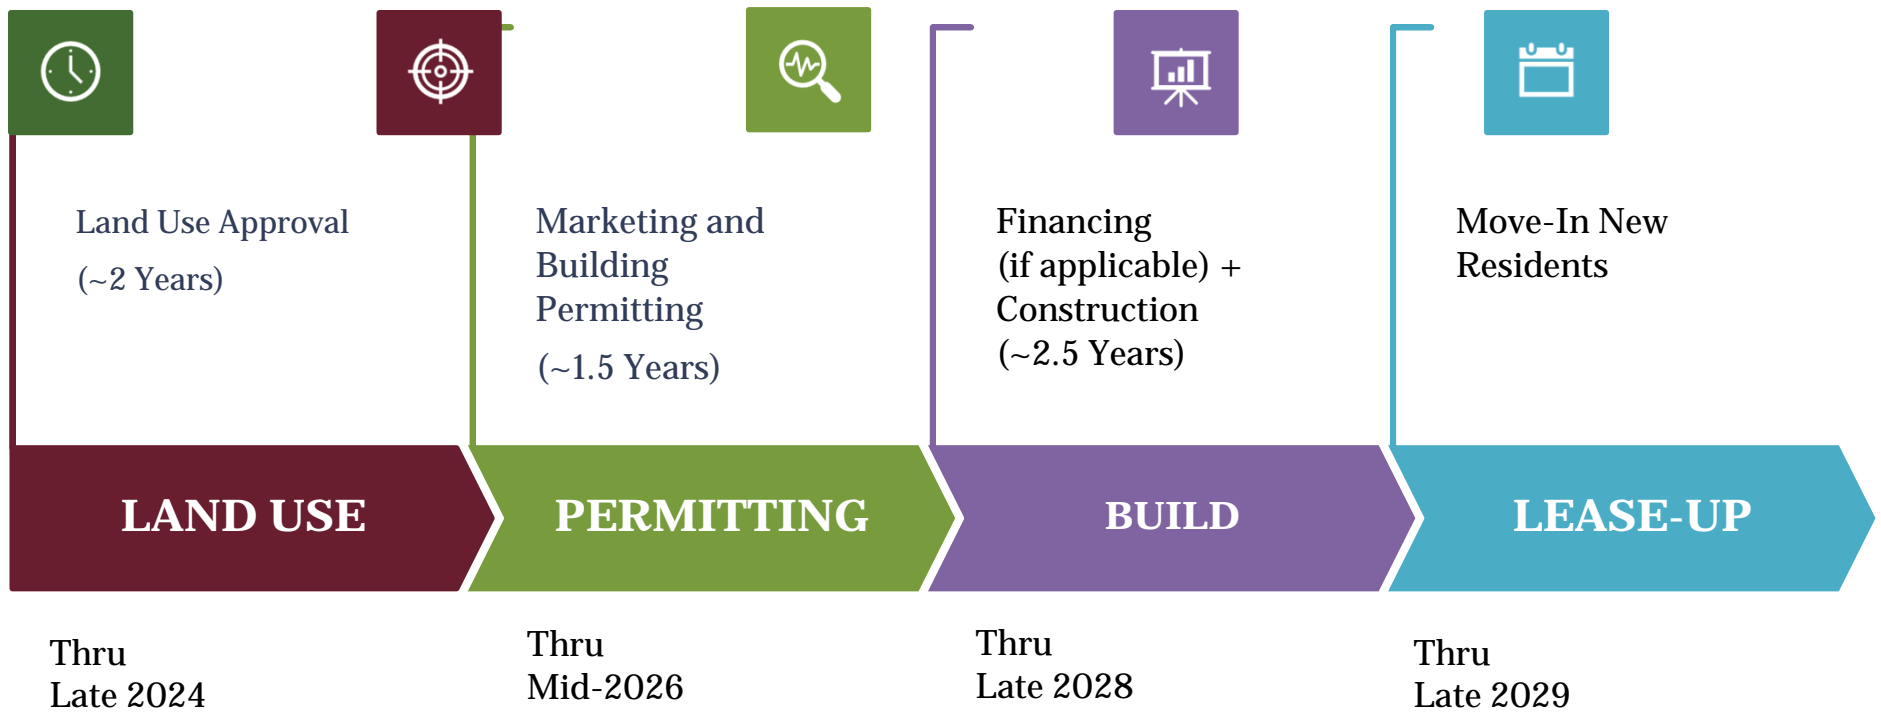 Land Use Approval
(~2 Years)
Marketing and
Building
Permitting
(~1.5 Years)
Financing
(if applicable) +
Construction
(~2.5 Years)
Move-In New
Residents
LAND USE
PERMITTING
BUILD
LEASE-UP
Thru
Late 2024
Thru
Mid-2026
Thru
Late 2028
Thru
Late 2029